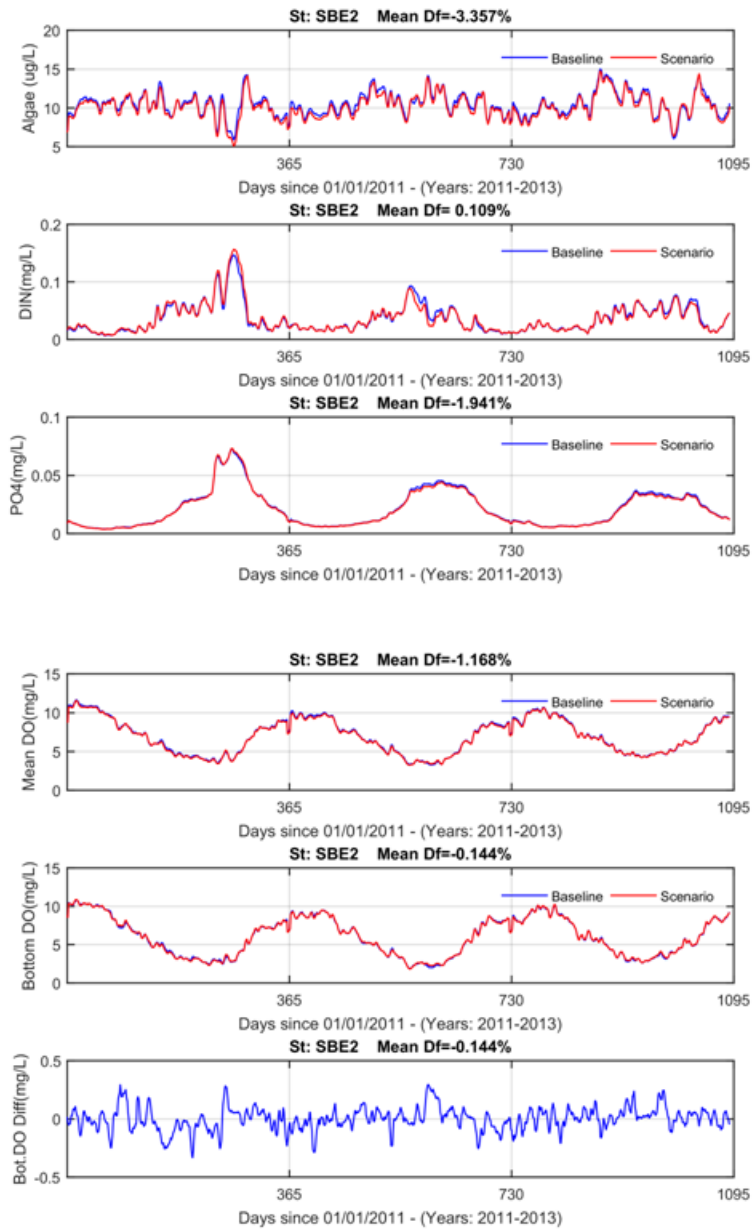 St: SBE2 Mean Df=-3.357%
Algae (ug/L)
20
15
10
5
Baseline Scenario
365 730 1095
Days since 01/01/2011 - (Years: 2011-2013)
St: SBE2 Mean Df= 0.109%
DIN(mg/L)
0.2
0.1
0
Baseline Scenario
365 730 1095
Days since 01/01/2011 - (Years: 2011-2013)
St: SBE2 Mean Df=-1.941%
PO4(mg/L)
0.1
0.05
0
Baseline Scenario
365 730 1095
Days since 01/01/2011 - (Years: 2011-2013)
St: SBE2 Mean Df=-1.168%
Mean DO(mg/L)
15
10
5
0
Baseline Scenario
365 730 1095
Days since 01/01/2011 - (Years: 2011-2013)
St: SBE2 Mean Df=-0.144%
Bottom DO(mg/L)
15
10
5
0
Baseline Scenario
365 730 1095
Days since 01/01/2011 - (Years: 2011-2013)
St: SBE2 Mean Df=-0.144%
Bot.DO Diff(mg/L)
0.5
0
-0.5
365 730 1095
Days since 01/01/2011 - (Years: 2011-2013)